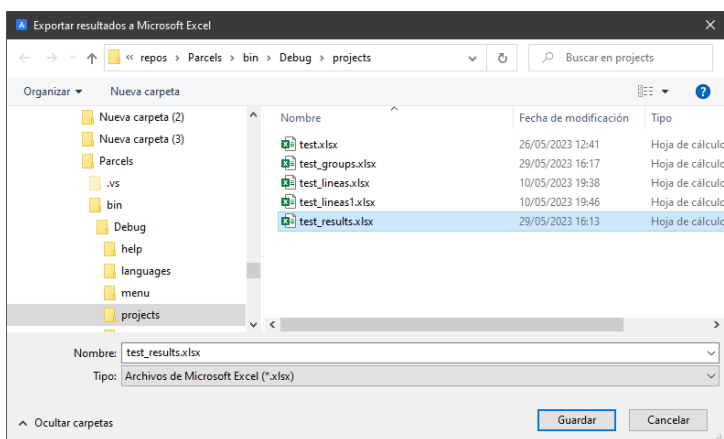 Exportar resultados a Microsoft Excel
« repos › Parcels › bin › Debug › projects
Buscar en projects
Organizar
Nueva carpeta
Nueva carpeta (2)
Nueva carpeta (3)
Parcels
.vs
bin
Debug
help
languages
menu
projects
Nombre Fecha de modificación Tipo
test.xlsx 26/05/2023 12:41 Hoja de cálculo
test_groups.xlsx 29/05/2023 16:17 Hoja de cálculo
test_lineas.xlsx 10/05/2023 19:38 Hoja de cálculo
test_lineas1.xlsx 10/05/2023 19:46 Hoja de cálculo
test_results.xlsx 29/05/2023 16:13 Hoja de cálculo
Nombre: test_results.xlsx
Tipo: Archivos de Microsoft Excel (*.xlsx)
Ocultar carpetas
Guardar
Cancelar